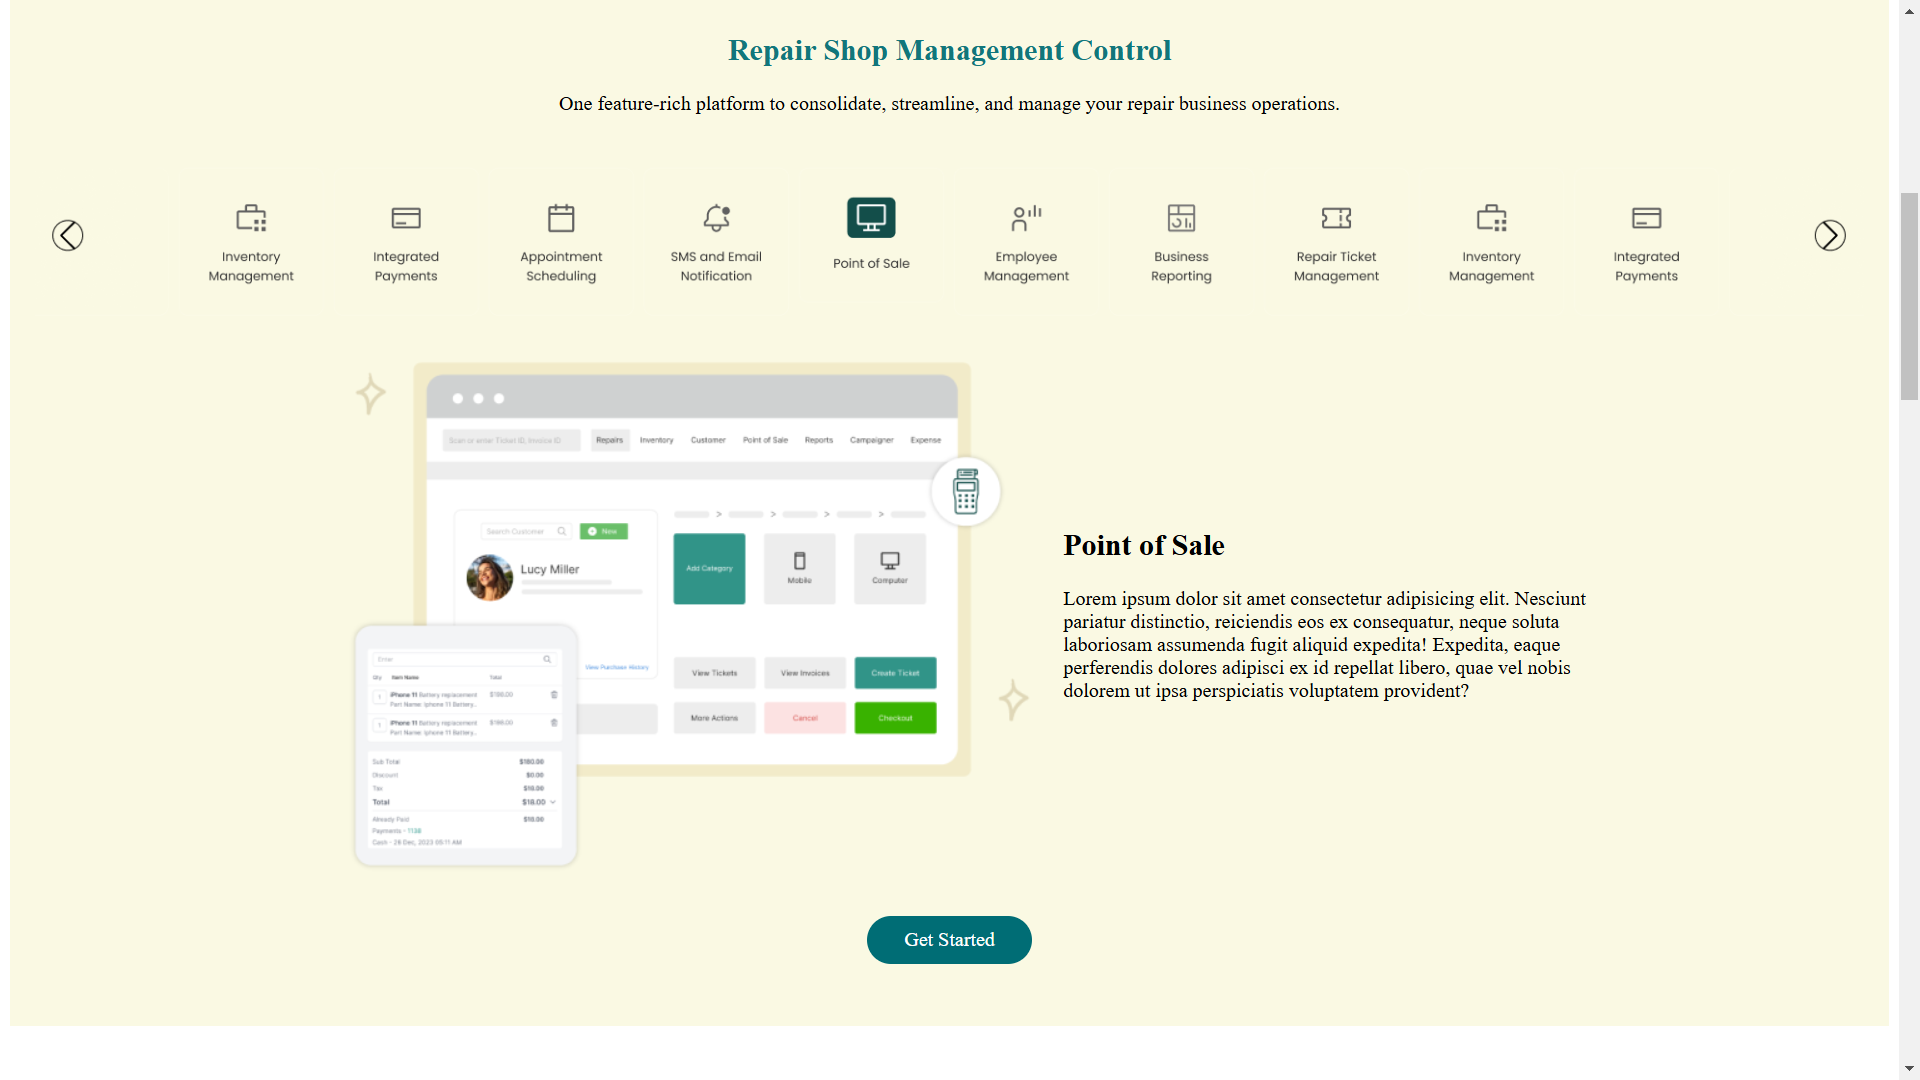 Repair Shop Management Control
One feature-rich platform to consolidate, streamline, and manage your repair business operations.
Inventory
Management
Integrated
Payments
Appointment
Scheduling
SMS and Email
Notification
Point of Sale
Employee
Management
Business
Reporting
Repair Ticket
Management
Inventory
Management
Integrated
Payments
Scan or enter Ticket ID, Invoice ID
Repairs Inventory Customer Point of Sale Reports Campaigner Expense
Search Customer
New
Lucy Miller
View Purchase History
> > > >
Add Category
Mobile
Computer
View Tickets
View Invoices
Create Ticket
More Actions
Cancel
Checkout
Enter
Qty Item Name Total
1 iPhone 11 Battery replacement $198.00
Part Name: Iphone 11 Battery..
1 iPhone 11 Battery replacement $198.00
Part Name: Iphone 11 Battery..
Sub Total $180.00
Discount $0.00
Tax $18.00
Total $18.00
Already Paid $18.00
Payments - 1138
Cash - 28 Dec, 2023 05:11 AM
Point of Sale
Lorem ipsum dolor sit amet consectetur adipisicing elit. Nesciunt
pariatur distinctio, reiciendis eos ex consequatur, neque soluta
laboriosam assumenda fugit aliquid expedita! Expedita, eaque
perferendis dolores adipisci ex id repellat libero, quae vel nobis
dolorem ut ipsa perspiciatis voluptatem provident?
Get Started